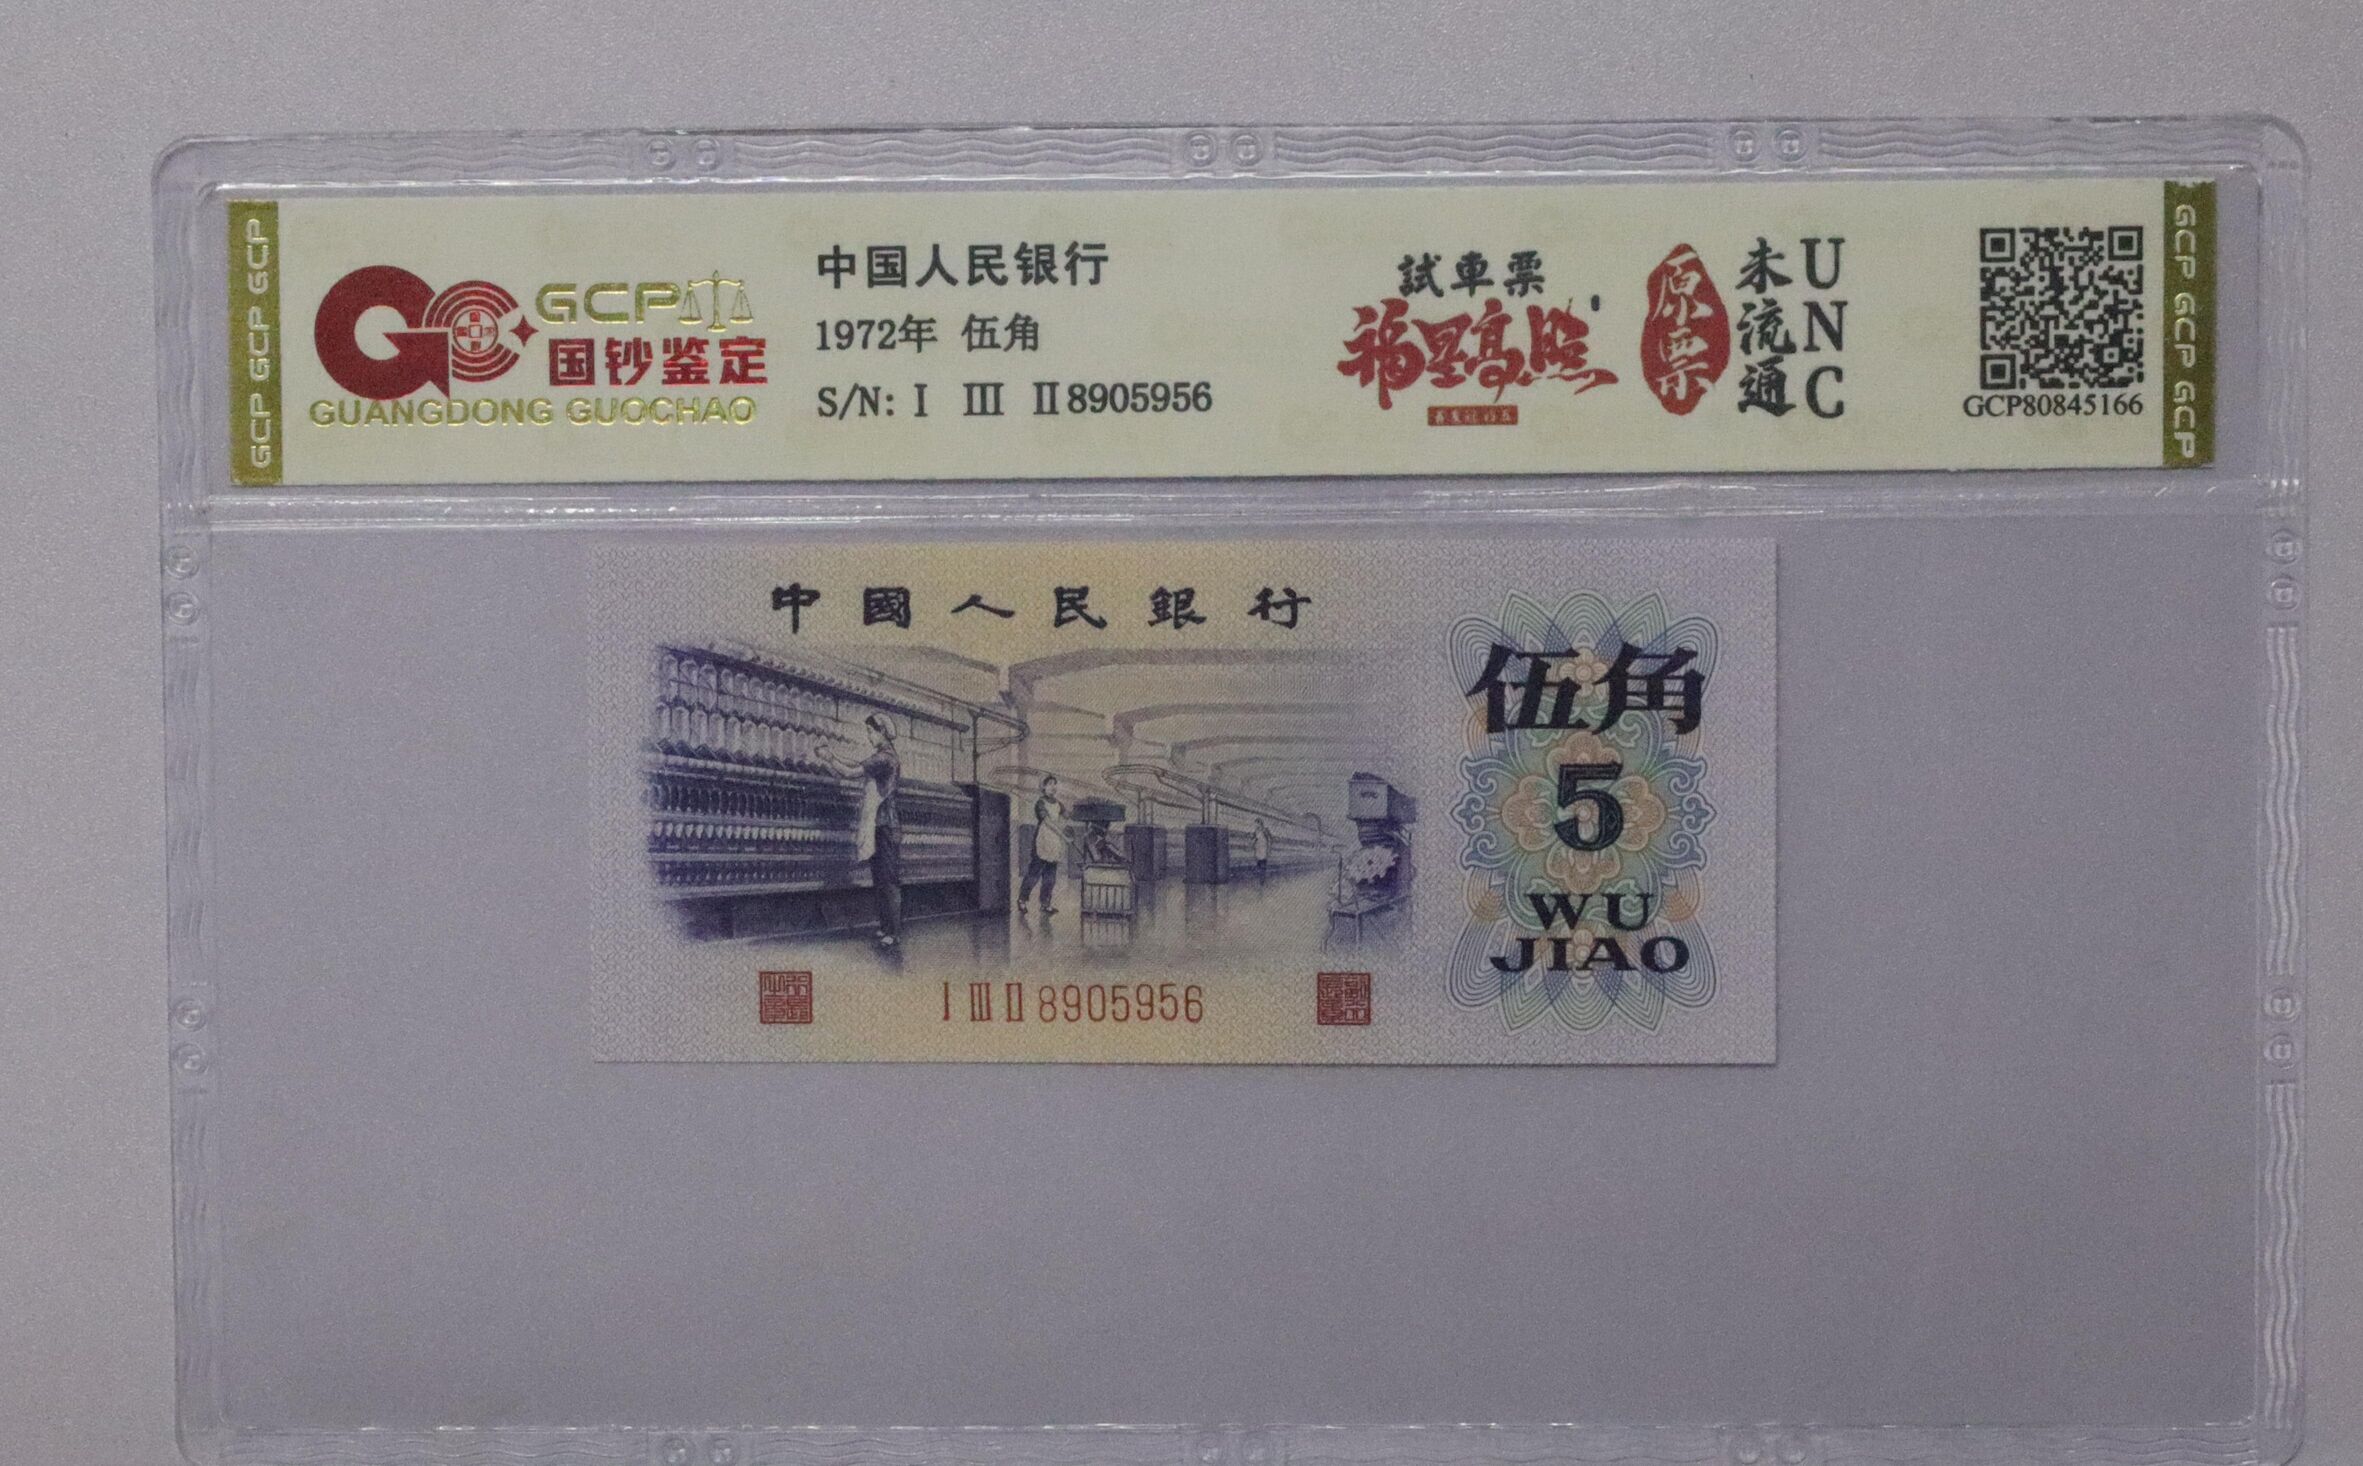 GCP GCP GCP
GCP
国钞鉴定
GUANGDONG GUOCHAO
中国人民银行
1972年 伍角
S/N: I III II 8905956
試車票
福星高照
原票
未流通
UNC
GCP80845166
GCP GCP GCP
中國人民銀行
伍角
5
WU
JIAO
I III II 8905956